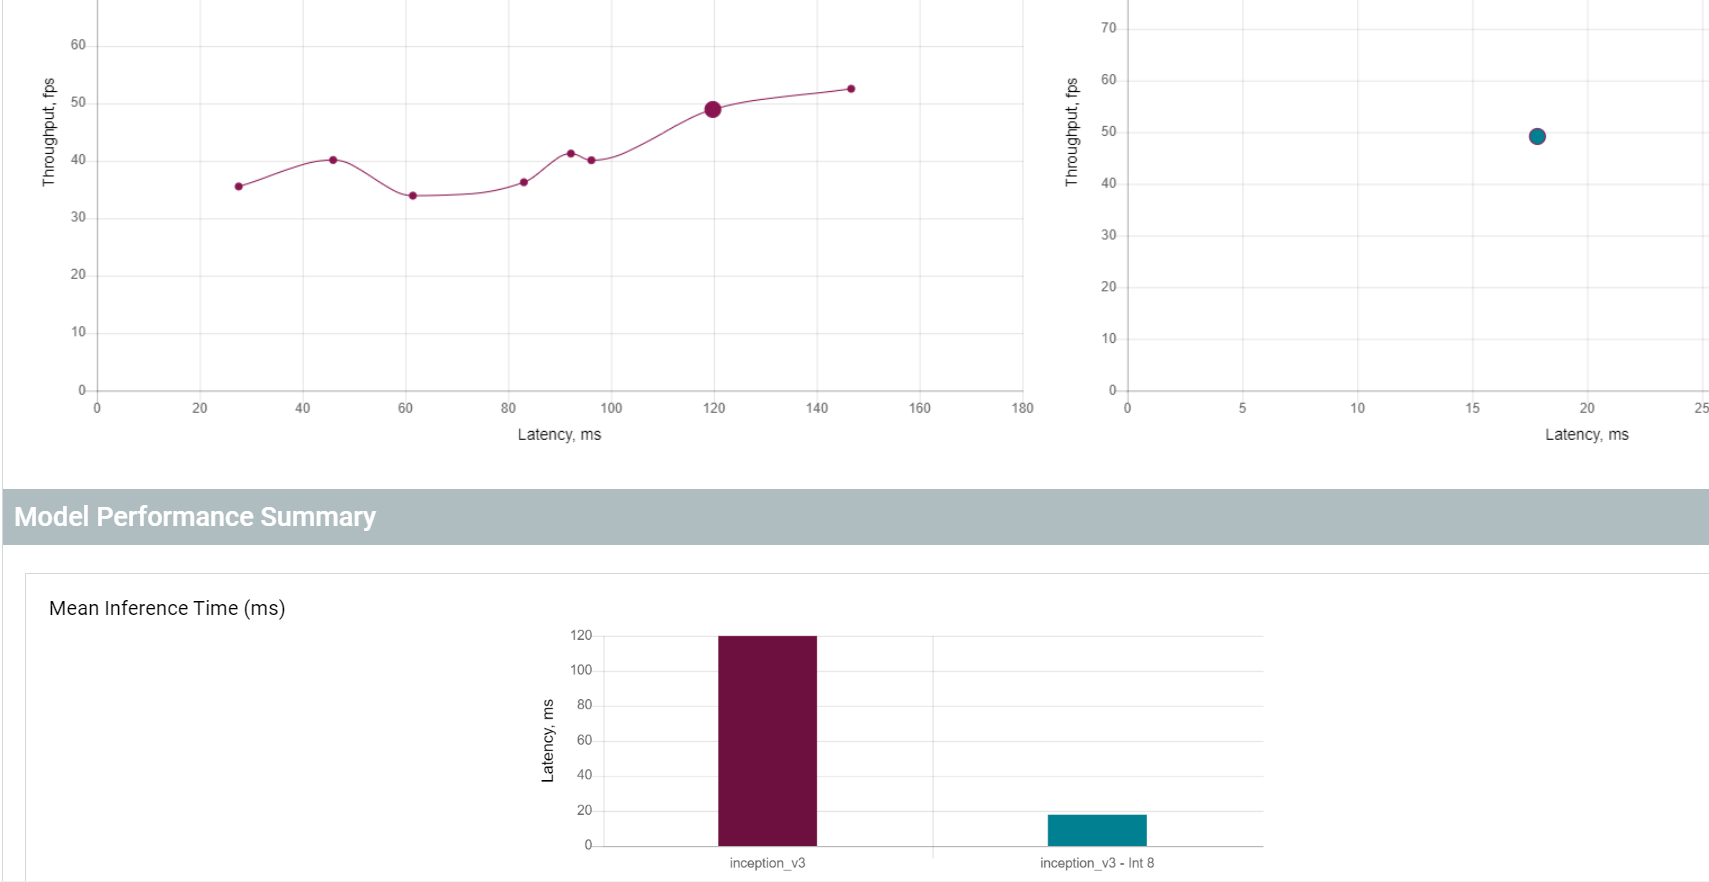 Throughput, fps
60
50
40
30
20
10
0
0 20 40 60 80 100 120 140 160 180
Latency, ms
Throughput, fps
70
60
50
40
30
20
10
0
0 5 10 15 20 25
Latency, ms
Model Performance Summary
Mean Inference Time (ms)
Latency, ms
120
100
80
60
40
20
0
inception_v3 inception_v3 - Int 8